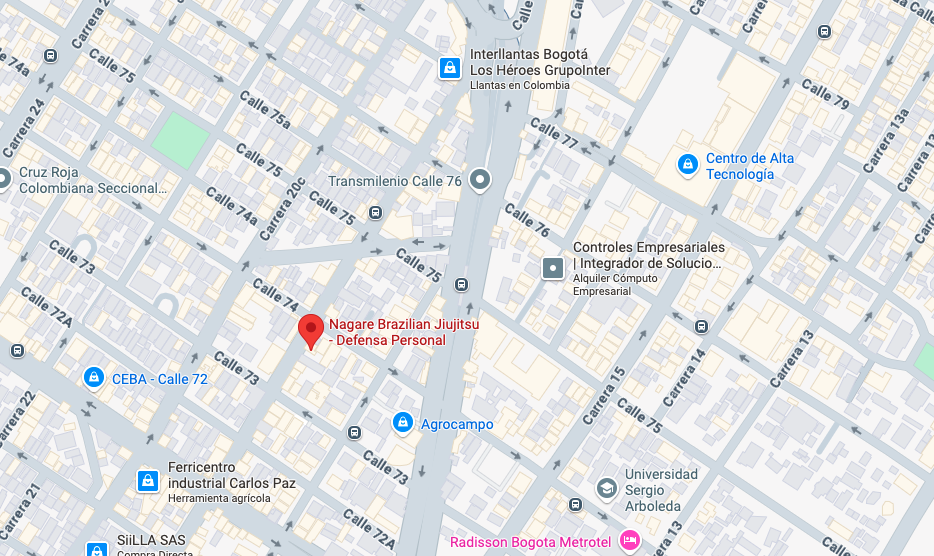 Carrera 2
Calle 75
Calle 74a
Carrera 24
Calle 75a
Calle 75
Interllantas Bogotá
Los Héroes GrupoInter
Llantas en Colombia
Calle 79
Calle 77
Carrera 13a
Carrera
Centro de Alta
Tecnología
Cruz Roja
Colombiana Seccional...
Transmilenio Calle 76
Calle 74a
Carrera 20c
Calle 75
Calle 76
Calle 73
Calle 75
Controles Empresariales
| Integrador de Solucio...
Alquiler Cómputo
Empresarial
Calle 72A
Calle 74
Nagare Brazilian Jiujitsu
- Defensa Personal
Calle 73
CEBA - Calle 72
Carrera 22
Carrera 15
Carrera 14
Carrera 13
Calle 75
Agrocampo
Calle 73
Ferricentro
industrial Carlos Paz
Herramienta agrícola
Universidad
Sergio
Arboleda
Carrera 21
Calle 72A
Carrera 13
SiiLLA SAS
Compra Directa
Radisson Bogota Metrotel